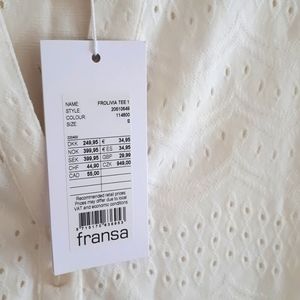 NAME: FROLIVIA TEE 1
STYLE: 20610648
COLOUR: 114800
SIZE: S
DKK 249,95 € 34,95
NOK 399,95 € ES 34,95
SEK 399,95 GBP 29,99
CHF 44,90 CZK 949,00
CAD 55,00
Recommended retail prices
Prices may differ due to local
VAT and economic conditions
fransa